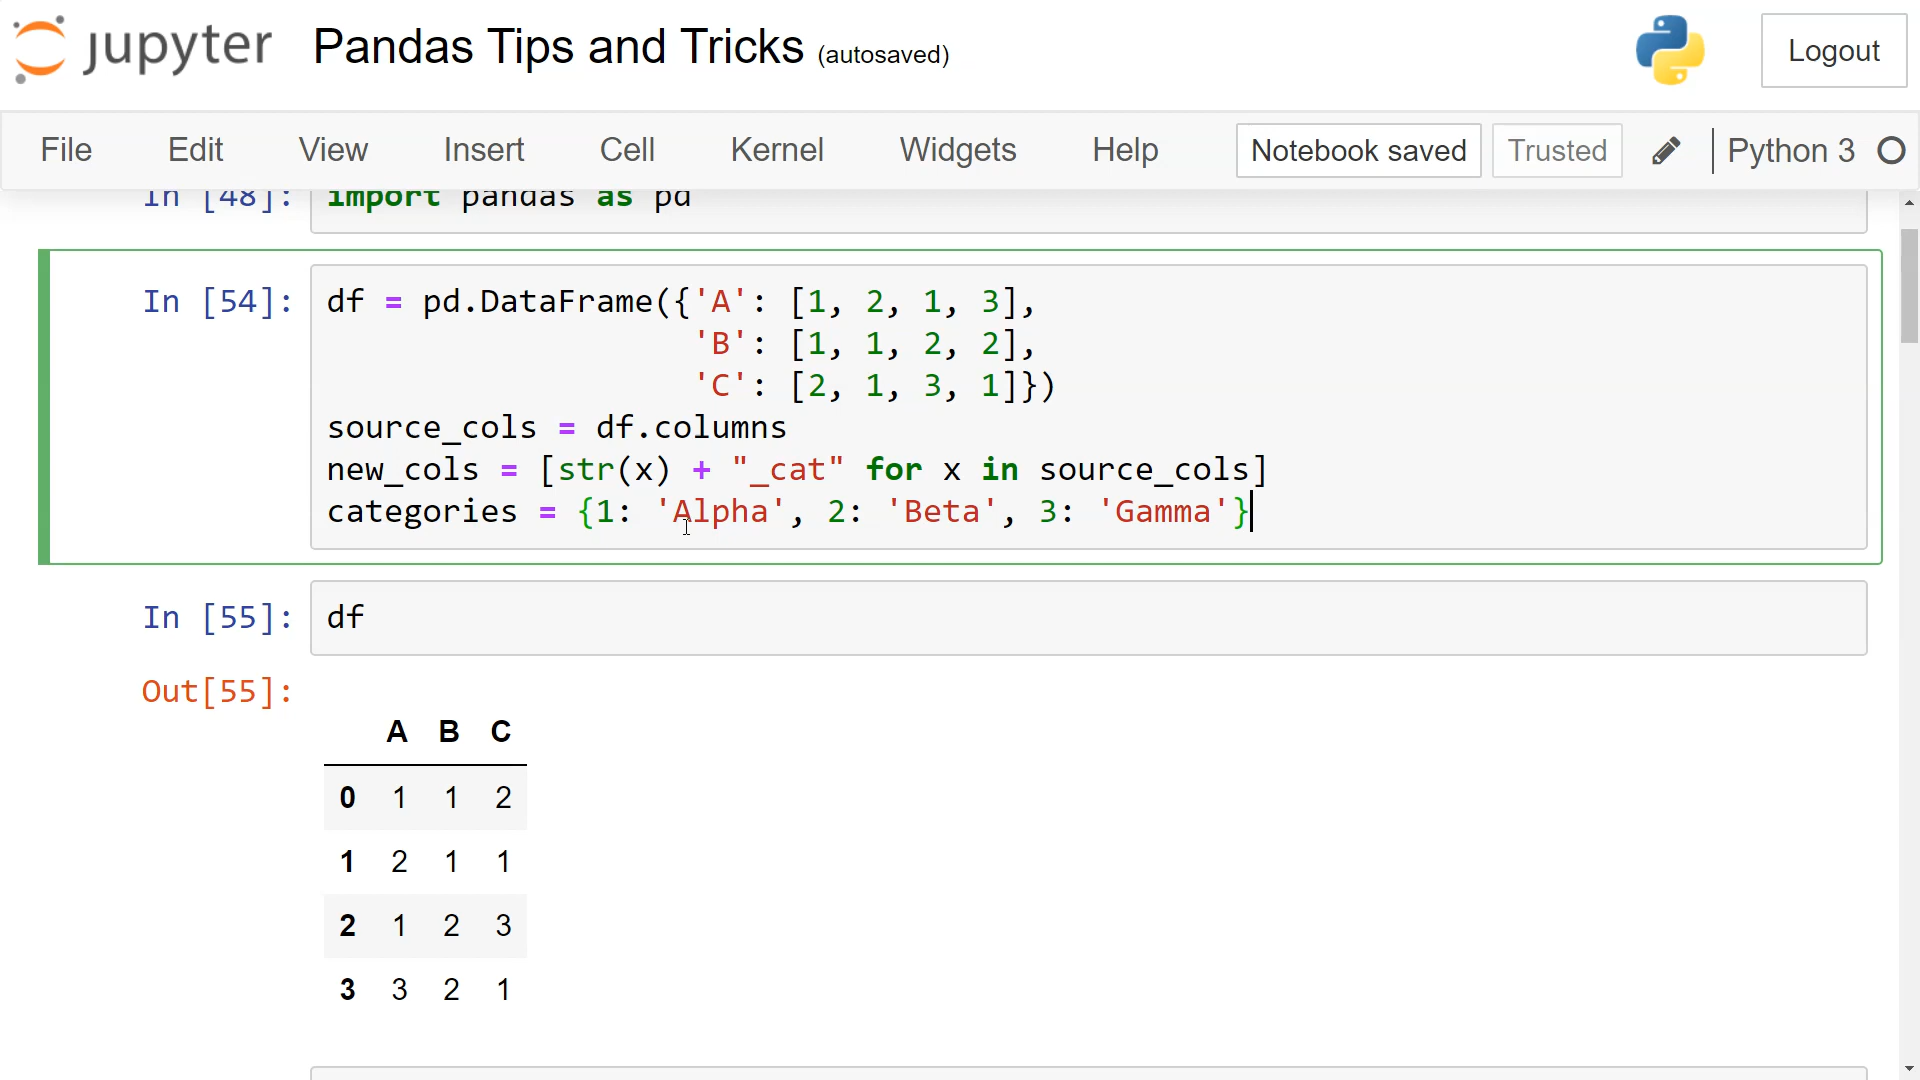 jupyter Pandas Tips and Tricks (autosaved) Logout
File Edit View Insert Cell Kernel Widgets Help Notebook saved Trusted Python 3
In [48]: import pandas as pd
In [54]: df = pd.DataFrame({'A': [1, 2, 1, 3],
'B': [1, 1, 2, 2],
'C': [2, 1, 3, 1]})
source_cols = df.columns
new_cols = [str(x) + "_cat" for x in source_cols]
categories = {1: 'Alpha', 2: 'Beta', 3: 'Gamma'}
In [55]: df
Out[55]:
A B C
0 1 1 2
1 2 1 1
2 1 2 3
3 3 2 1